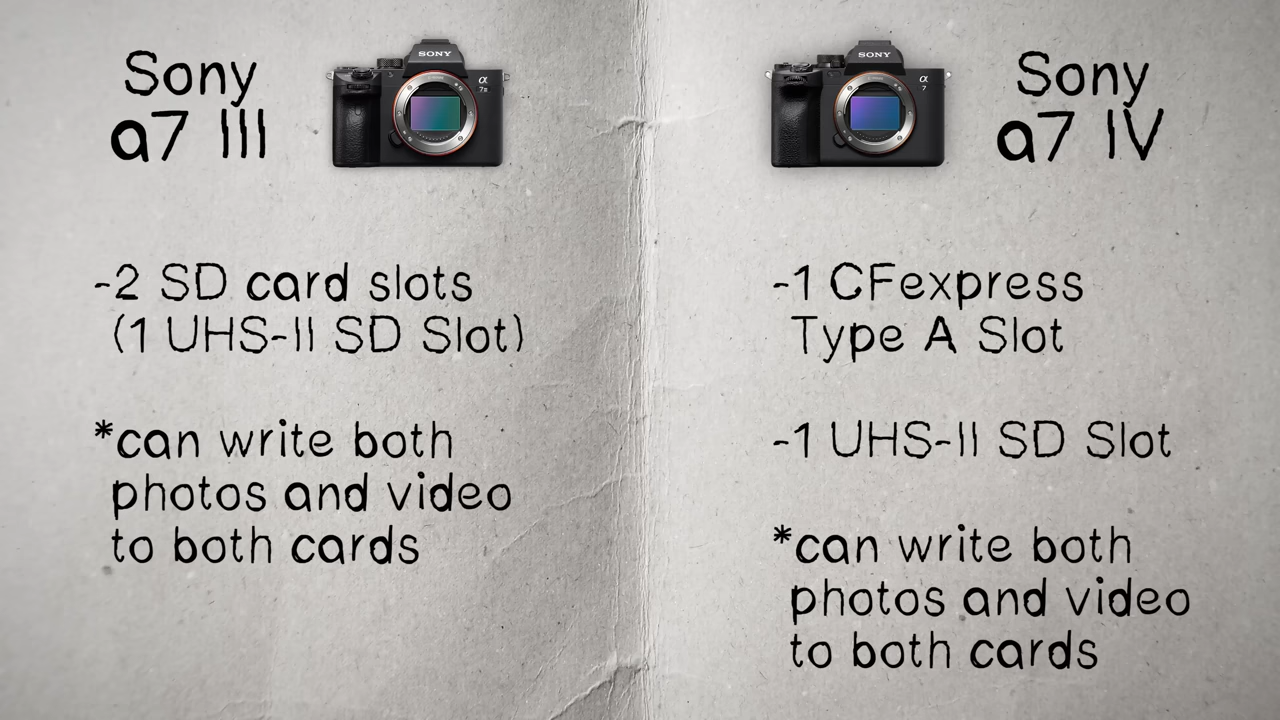 Sony
a7 III
SONY
α
7III
-2 SD card slots
(1 UHS-II SD Slot)
*can write both
photos and video
to both cards
SONY
α
7
Sony
a7 IV
-1 CFexpress
Type A Slot
-1 UHS-II SD Slot
*can write both
photos and video
to both cards